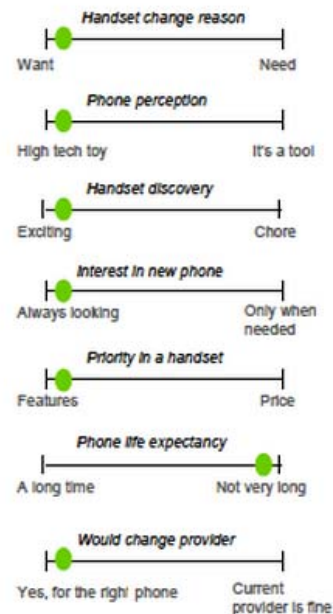 Handset change reason
Want Need
Phone perception
High tech toy It's a tool
Handset discovery
Exciting Chore
Interest in new phone
Always looking Only when
needed
Priority in a handset
Features Price
Phone life expectancy
A long time Not very long
Would change provider
Yes, for the right phone Current
provider is fine